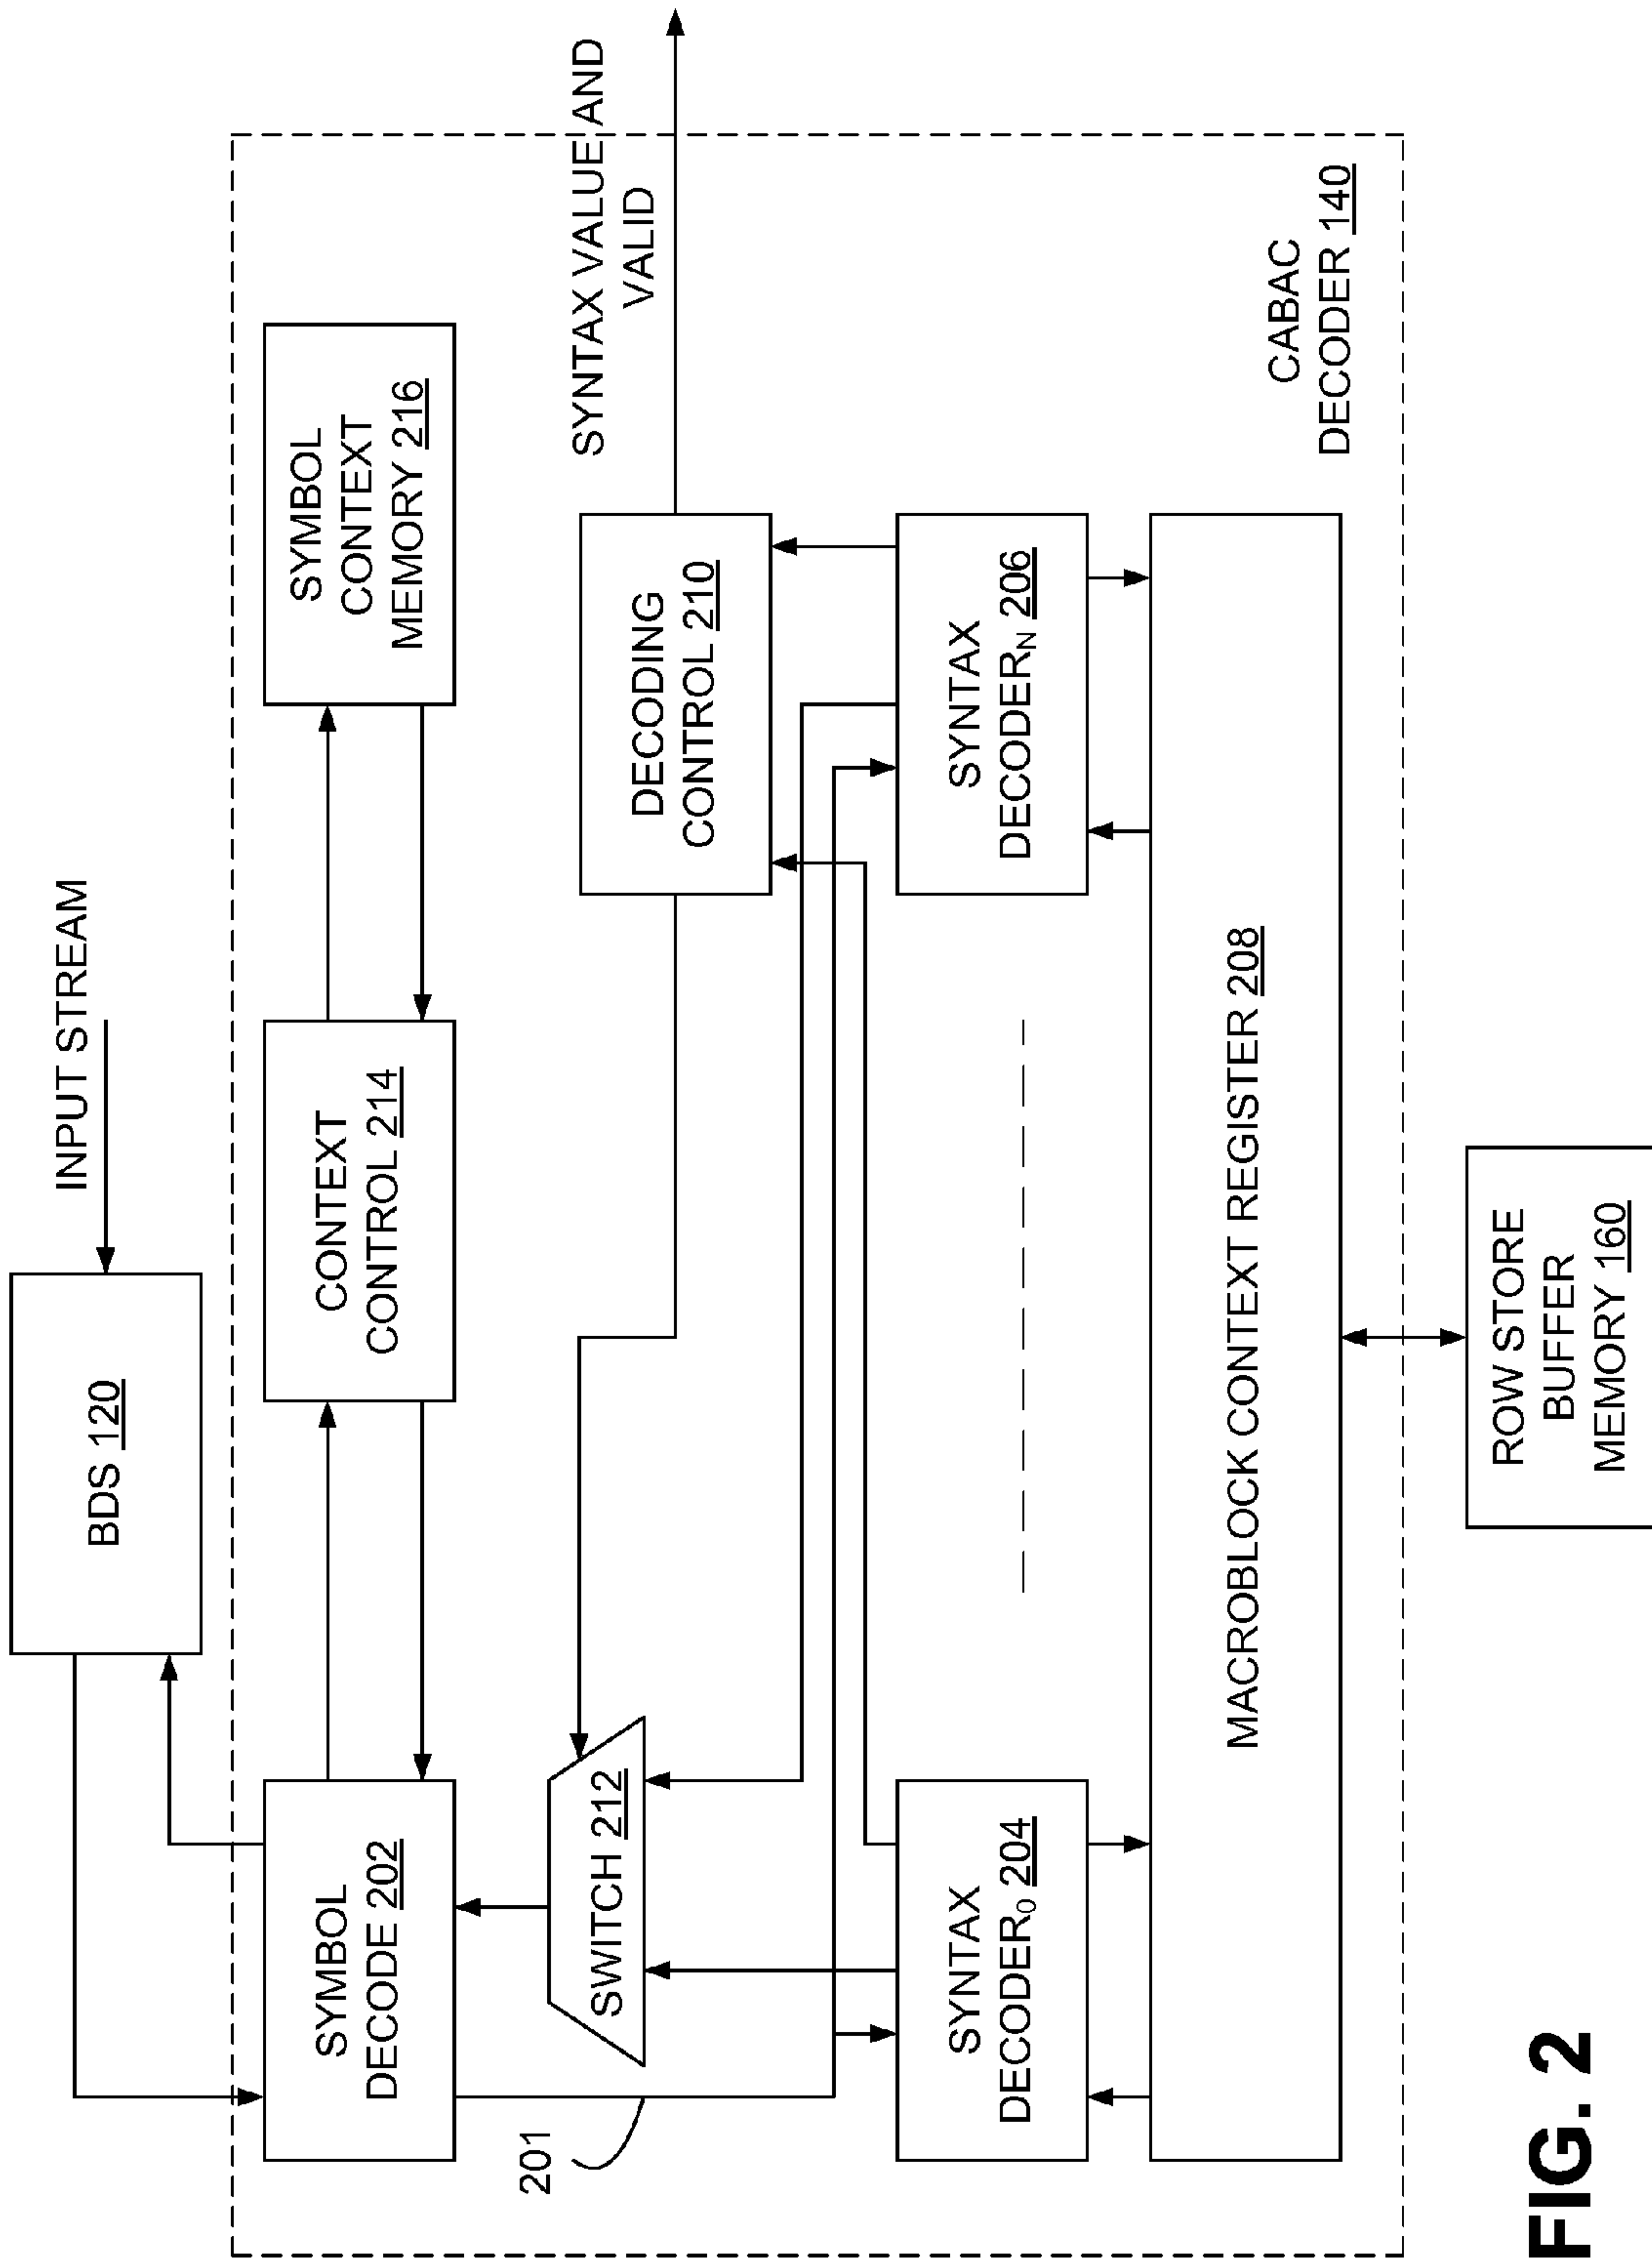 INPUT STREAM
BDS 120
SYMBOL
DECODE 202
CONTEXT
CONTROL 214
SYMBOL
CONTEXT
MEMORY 216
SYNTAX VALUE AND
VALID
201
SWITCH 212
DECODING
CONTROL 210
SYNTAX
DECODER0 204
SYNTAX
DECODERN 206
MACROBLOCK CONTEXT REGISTER 208
CABAC
DECODER 140
ROW STORE
BUFFER
MEMORY 160
FIG. 2